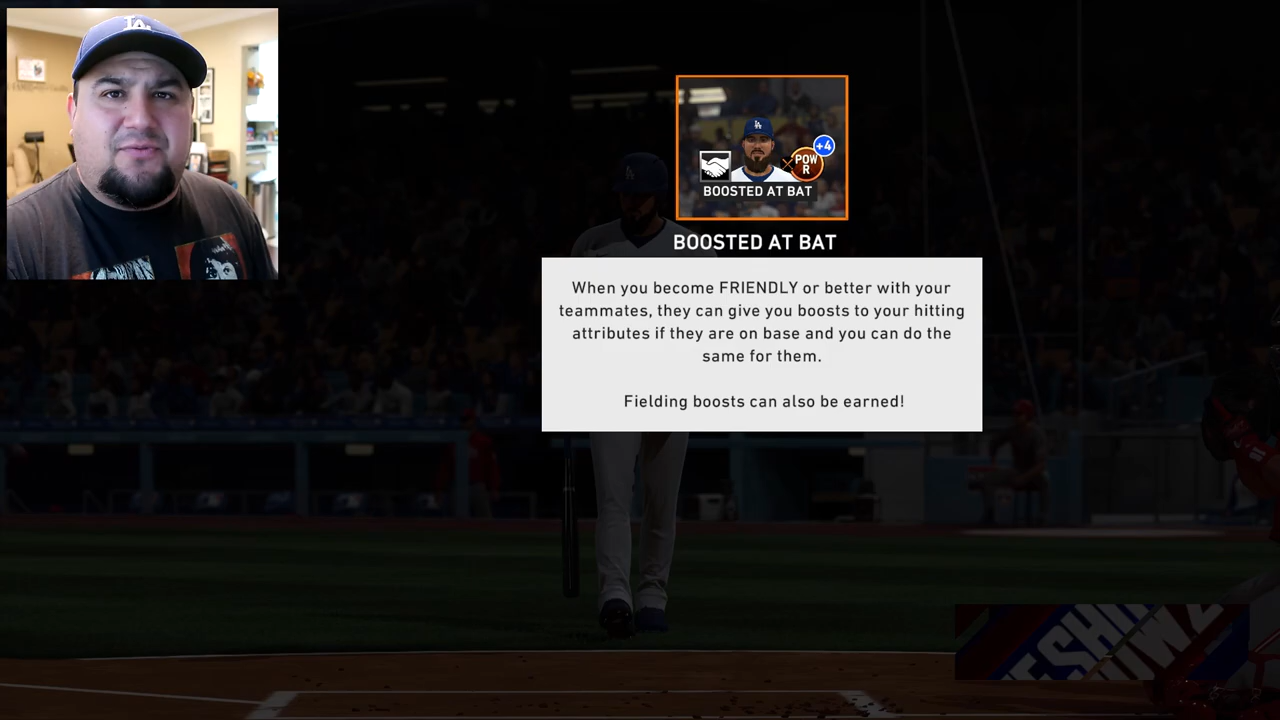 LA
LA
+4
POW
R
BOOSTED AT BAT
BOOSTED AT BAT
When you become FRIENDLY or better with your
teammates, they can give you boosts to your hitting
attributes if they are on base and you can do the
same for them.
Fielding boosts can also be earned!